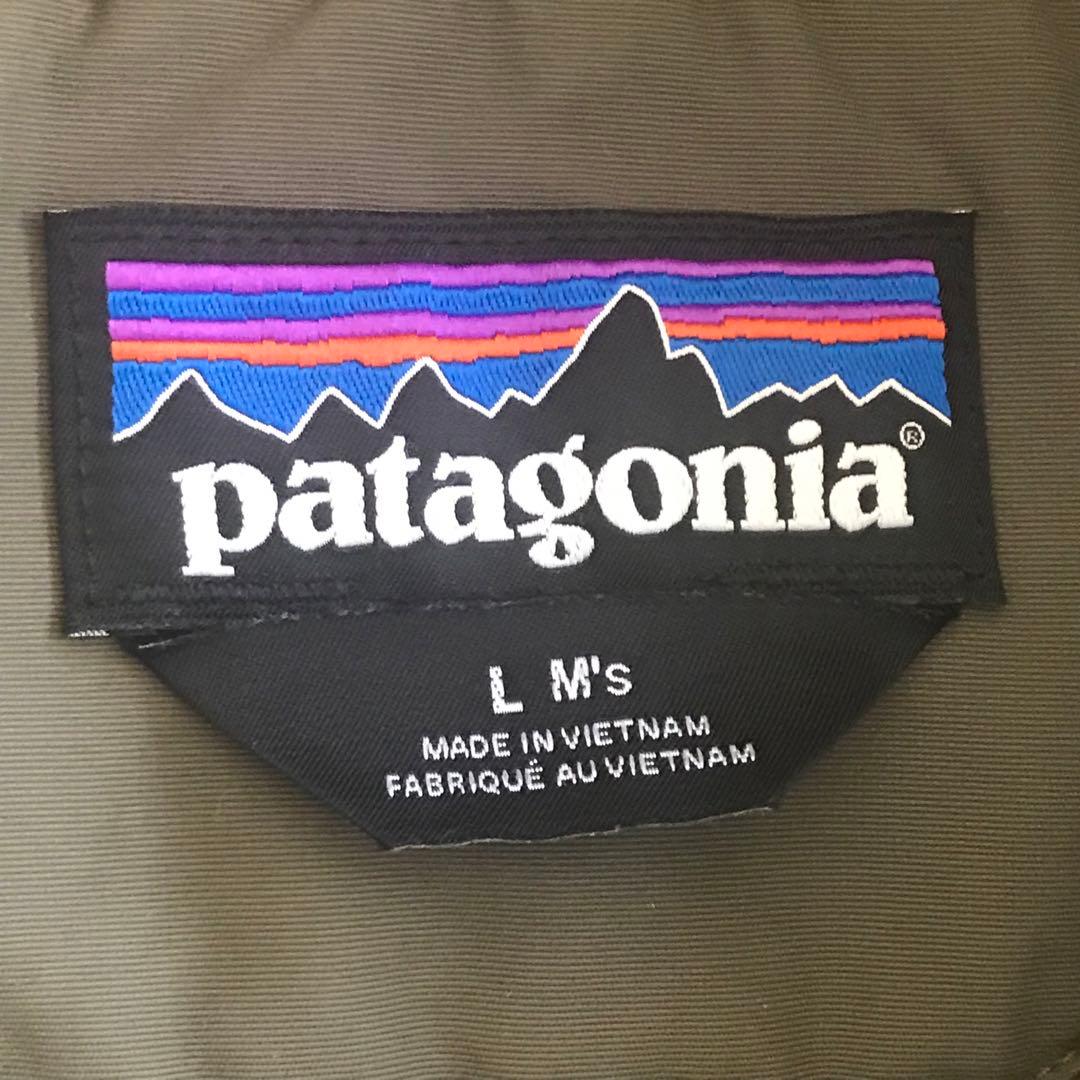 patagonia®
L M's
MADE IN VIETNAM
FABRIQUÉ AU VIETNAM